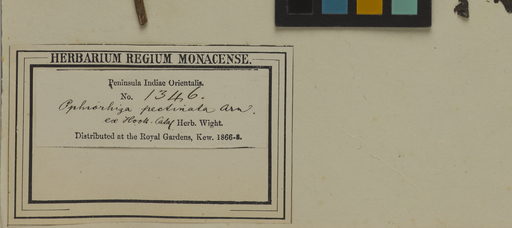 HERBARIUM REGIUM MONACENSE.
Peninsula Indiae Orientalis.
No. 1346.
Ophiorhiza pectinata Arn.
ex Hook. Herb. Wight.
Distributed at the Royal Gardens, Kew. 1866-8.